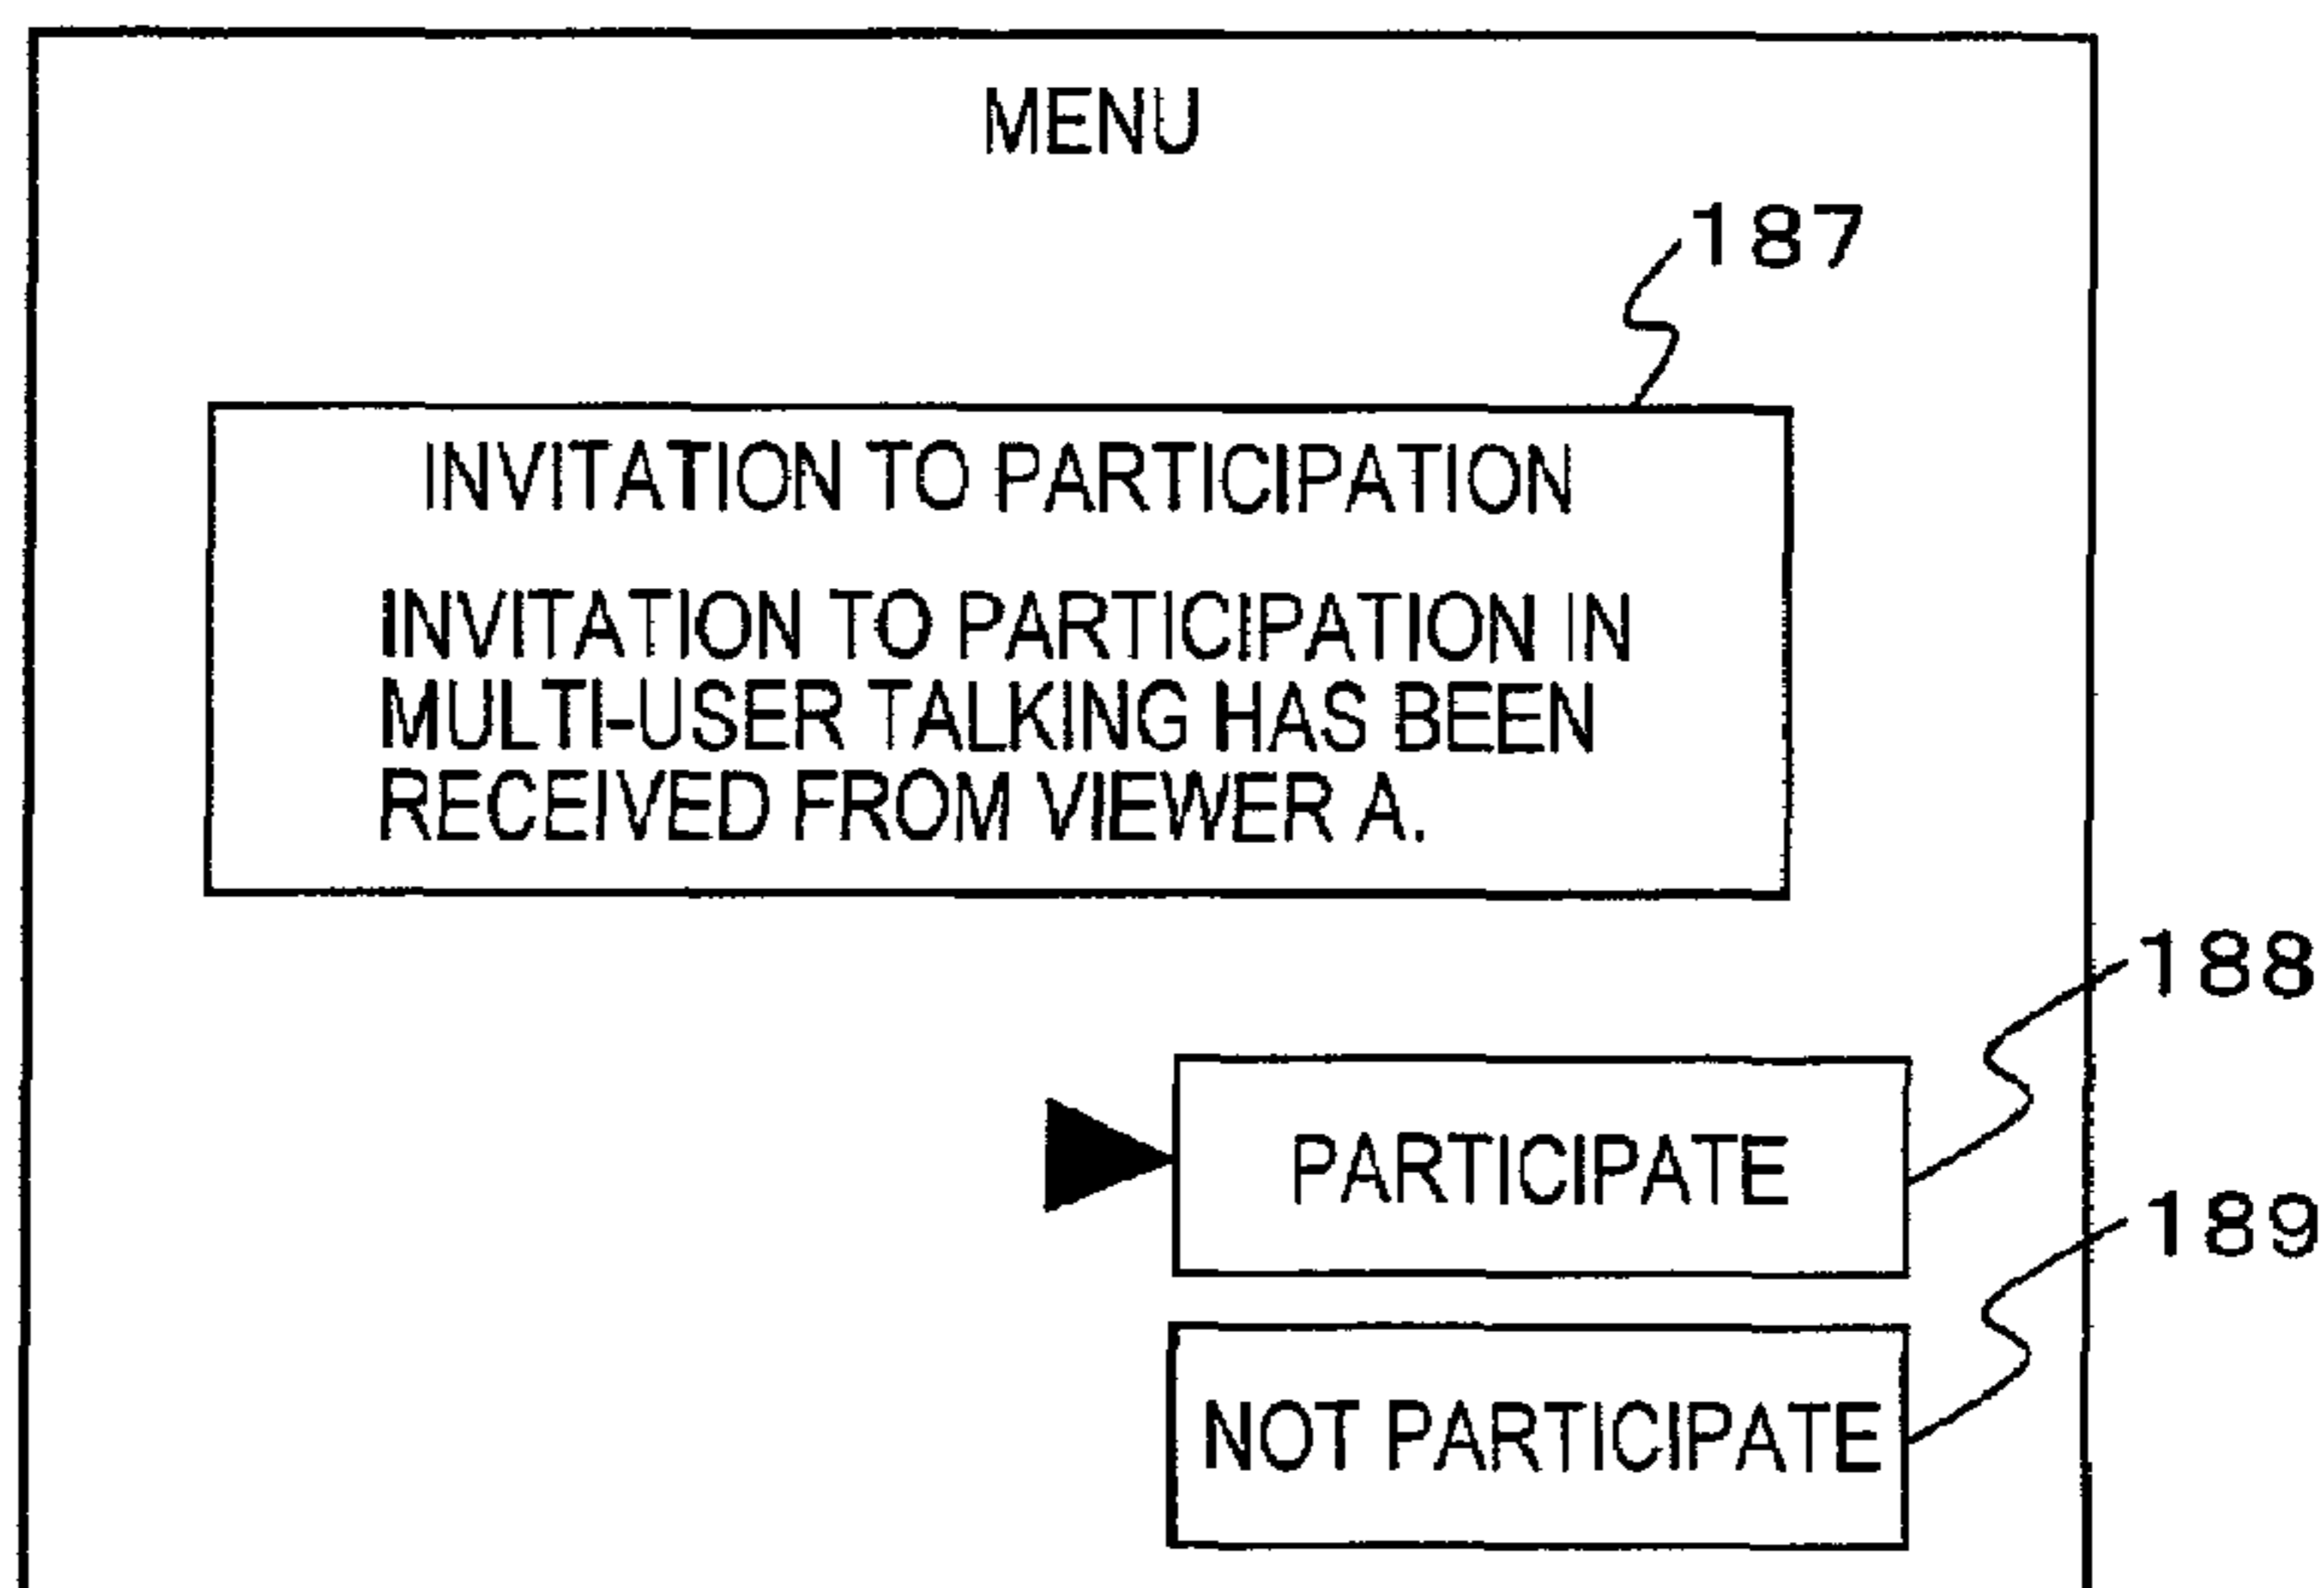 MENU
187
INVITATION TO PARTICIPATION
INVITATION TO PARTICIPATION IN
MULTI-USER TALKING HAS BEEN
RECEIVED FROM VIEWER A.
188
PARTICIPATE
189
NOT PARTICIPATE